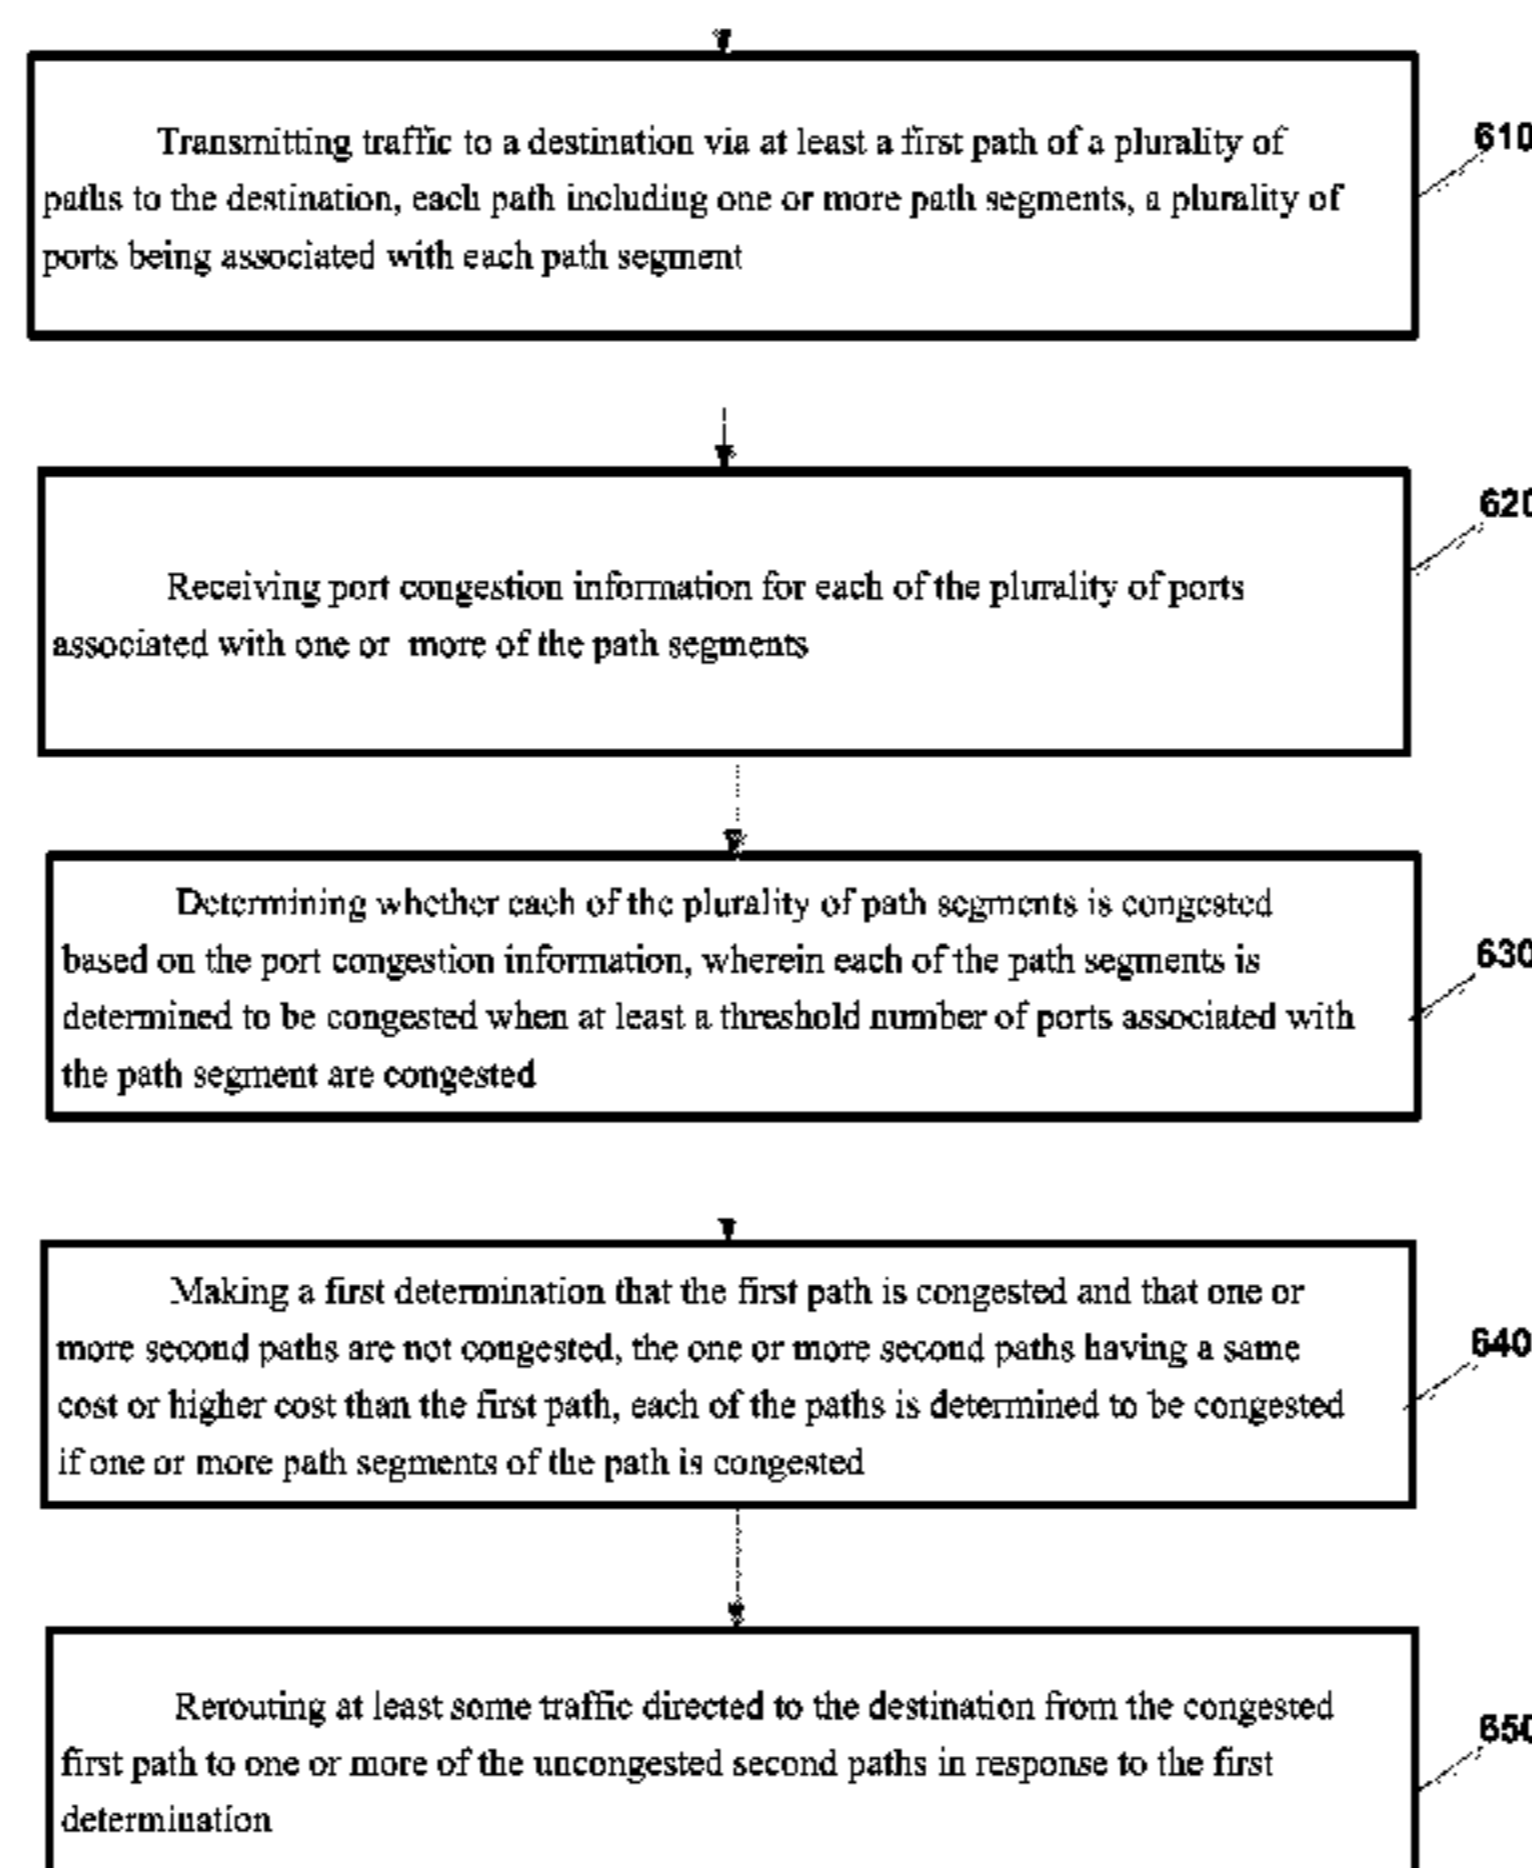 Transmitting traffic to a destination via at least a first path of a plurality of
paths to the destination, each path including one or more path segments, a plurality of
ports being associated with each path segment
610
Receiving port congestion information for each of the plurality of ports
associated with one or more of the path segments
620
Determining whether each of the plurality of path segments is congested
based on the port congestion information, wherein each of the path segments is
determined to be congested when at least a threshold number of ports associated with
the path segment are congested
630
Making a first determination that the first path is congested and that one or
more second paths are not congested, the one or more second paths having a same
cost or higher cost than the first path, each of the paths is determined to be congested
if one or more path segments of the path is congested
640
Rerouting at least some traffic directed to the destination from the congested
first path to one or more of the uncongested second paths in response to the first
determination
650